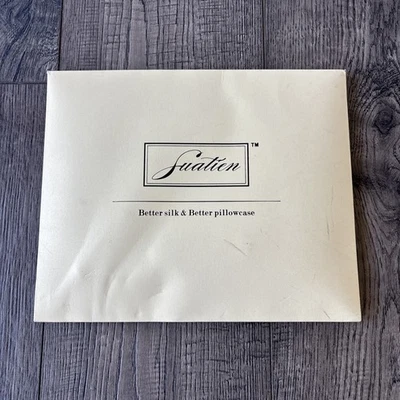 Suatien™
Better silk & Better pillowcase